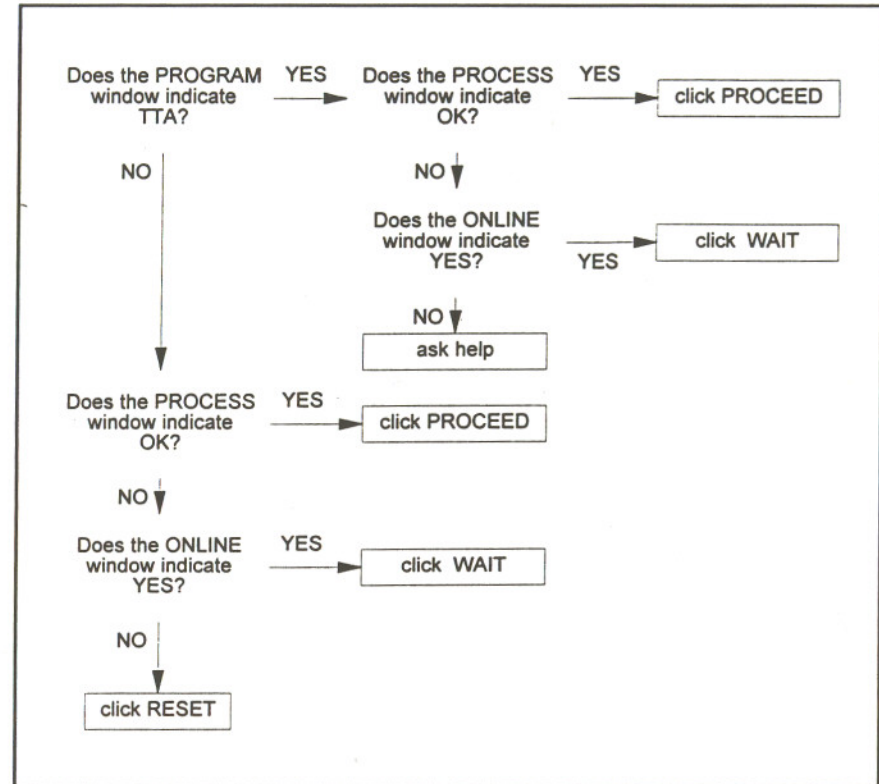 Does the PROGRAM
window indicate
TTA?
YES
Does the PROCESS
window indicate
OK?
YES
click PROCEED
NO
NO
Does the ONLINE
window indicate
YES?
YES
click WAIT
NO
ask help
Does the PROCESS
window indicate
OK?
YES
click PROCEED
NO
Does the ONLINE
window indicate
YES?
YES
click WAIT
NO
click RESET